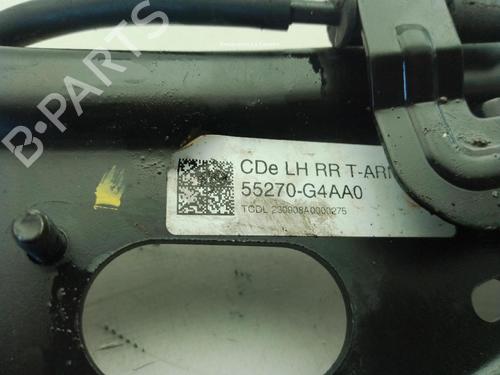 B-PARTS
CDe LH RR T-ARM
55270-G4AA0
TCDL 230908A0000275